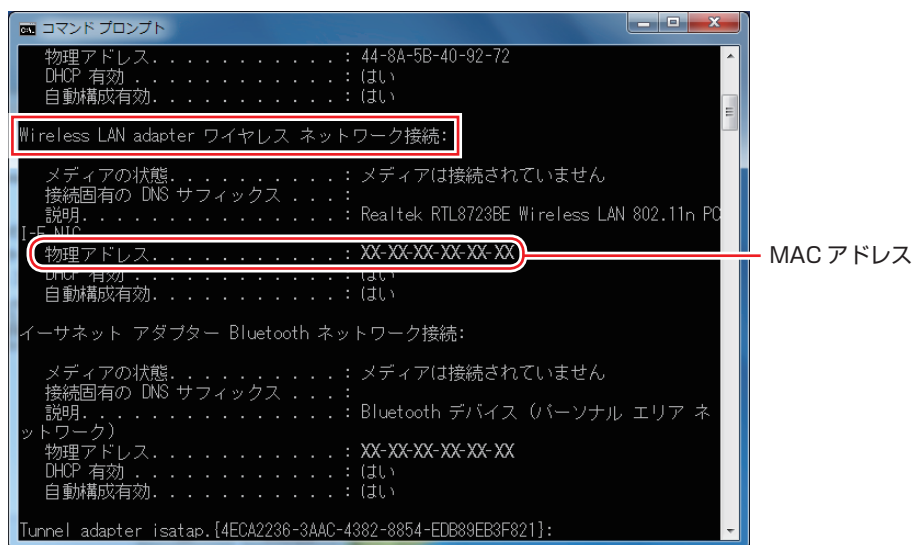 コマンド プロンプト
物理アドレス. . . . . . . . . . . . : 44-8A-5B-40-92-72
DHCP 有効 . . . . . . . . . . . . : はい
自動構成有効. . . . . . . . . . . . : はい
Wireless LAN adapter ワイヤレス ネットワーク接続:
メディアの状態. . . . . . . . . . . : メディアは接続されていません
接続固有の DNS サフィックス . . . :
説明. . . . . . . . . . . . . . . . : Realtek RTL8723BE Wireless LAN 802.11n PC
I-E NIC
物理アドレス. . . . . . . . . . . . : XX-XX-XX-XX-XX-XX
MAC アドレス
DHCP 有効 . . . . . . . . . . . . : はい
自動構成有効. . . . . . . . . . . . : はい
イーサネット アダプター Bluetooth ネットワーク接続:
メディアの状態. . . . . . . . . . . : メディアは接続されていません
接続固有の DNS サフィックス . . . :
説明. . . . . . . . . . . . . . . . : Bluetooth デバイス (パーソナル エリア ネ
ットワーク)
物理アドレス. . . . . . . . . . . . : XX-XX-XX-XX-XX-XX
DHCP 有効 . . . . . . . . . . . . : はい
自動構成有効. . . . . . . . . . . . : はい
Tunnel adapter isatap.{4ECA2236-3AAC-4382-8854-EDB89EB3F821}: